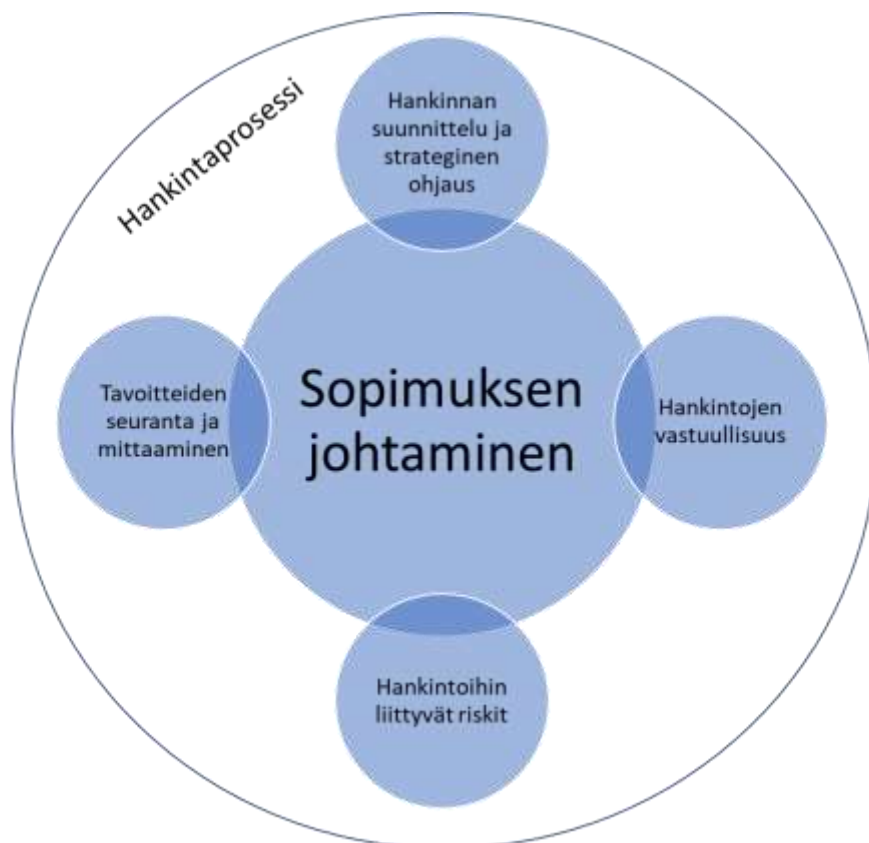 Hankintaprosessi
Hankinnan
suunnittelu ja
strateginen
ohjaus
Tavoitteiden
seuranta ja
mittaaminen
Sopimuksen
johtaminen
Hankintojen
vastuullisuus
Hankintoihin
liittyvät riskit